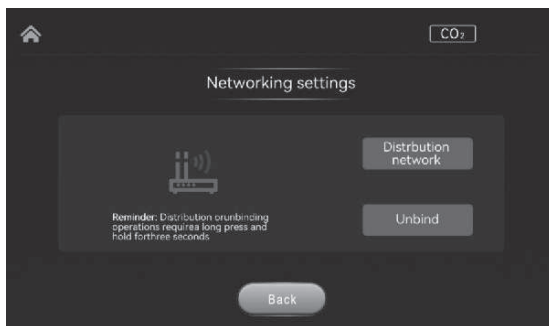 CO₂
Networking settings
Distrbution
network
Reminder: Distribution orunbinding
operations requirea long press and
hold forthree seconds
Unbind
Back